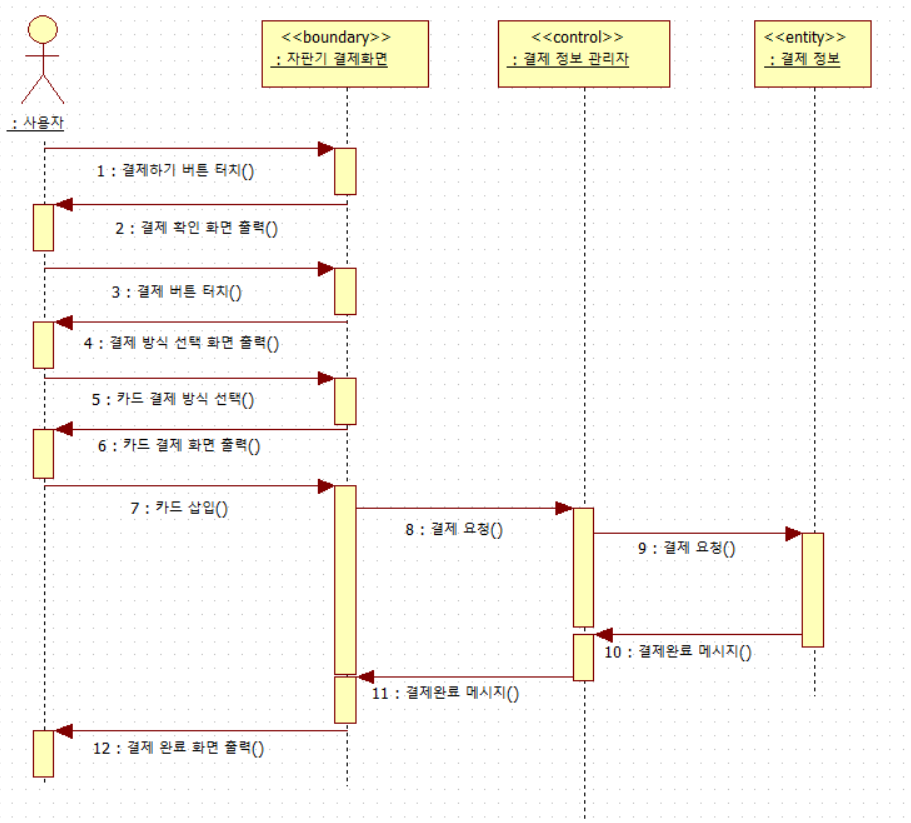 <<boundary>>
: 자판기 결제화면
<<control>>
: 결제 정보 관리자
<<entity>>
: 결제 정보
: 사용자
1 : 결제하기 버튼 터치()
2 : 결제 확인 화면 출력()
3 : 결제 버튼 터치()
4 : 결제 방식 선택 화면 출력()
5 : 카드 결제 방식 선택()
6 : 카드 결제 화면 출력()
7 : 카드 삽입()
8 : 결제 요청()
9 : 결제 요청()
10 : 결제완료 메시지()
11 : 결제완료 메시지()
12 : 결제 완료 화면 출력()